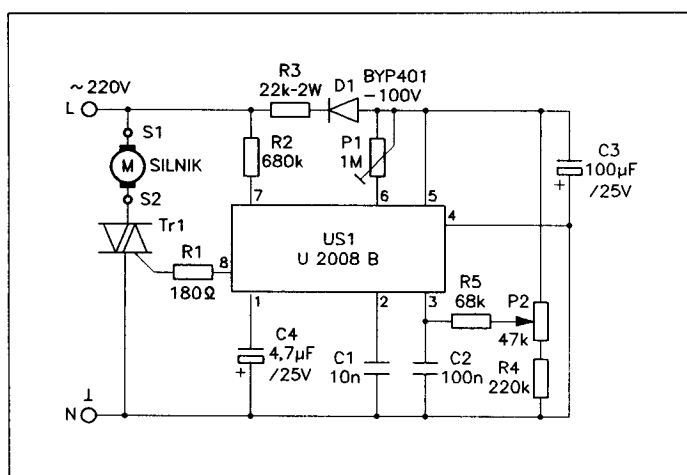 ~220V
L
R3
22k-2W
D1
BYP401
-100V
S1
M
SILNIK
S2
R2
680k
P1
1M
C3
100µF
/25V
+
7
6
5
4
Tr1
US1
U 2008 B
R1
180Ω
8
1
2
3
R5
68k
P2
47k
C4
4,7µF
/25V
+
C1
10n
C2
100n
R4
220k
⊥
N